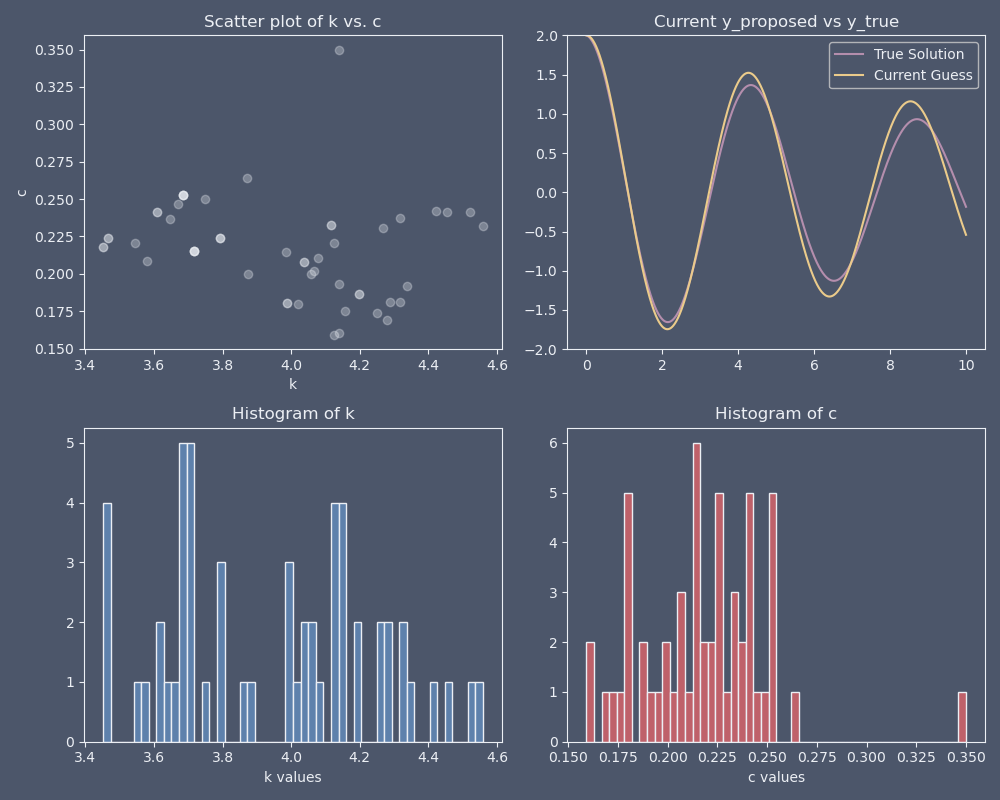 Scatter plot of k vs. c
0.350
0.325
0.300
0.275
0.250
0.225
0.200
0.175
0.150
c
3.4 3.6 3.8 4.0 4.2 4.4 4.6
k
Current y_proposed vs y_true
2.0
1.5
1.0
0.5
0.0
−0.5
−1.0
−1.5
−2.0
True Solution
Current Guess
0 2 4 6 8 10
Histogram of k
5
4
3
2
1
0
3.4 3.6 3.8 4.0 4.2 4.4 4.6
k values
Histogram of c
6
5
4
3
2
1
0
0.150 0.175 0.200 0.225 0.250 0.275 0.300 0.325 0.350
c values